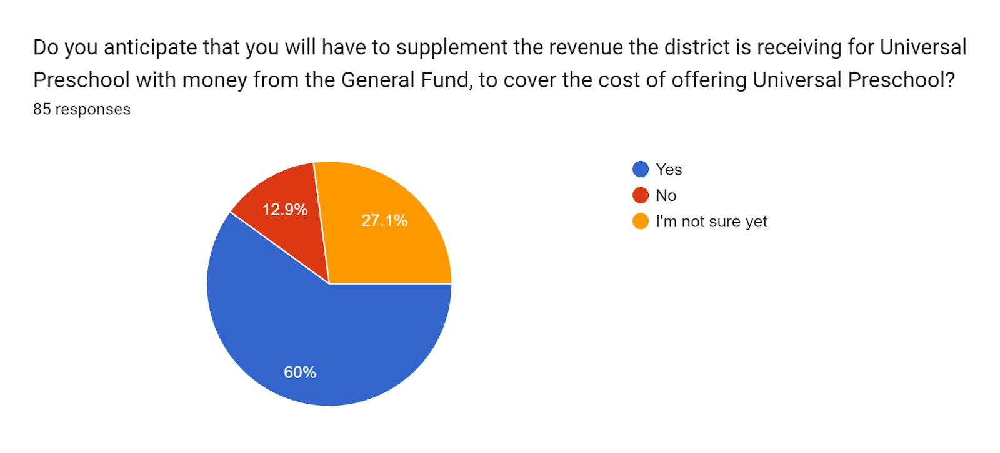 Do you anticipate that you will have to supplement the revenue the district is receiving for Universal
Preschool with money from the General Fund, to cover the cost of offering Universal Preschool?
85 responses
Yes
No
I'm not sure yet
12.9%
27.1%
60%